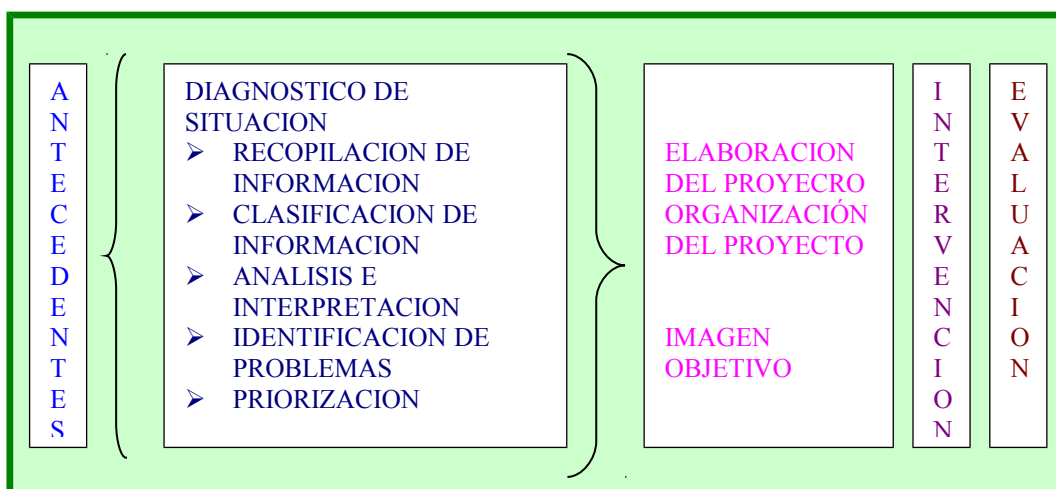 ANTECEDENTES
DIAGNOSTICO DE
SITUACION
➢ RECOPILACION DE
INFORMACION
➢ CLASIFICACION DE
INFORMACION
➢ ANALISIS E
INTERPRETACION
➢ IDENTIFICACION DE
PROBLEMAS
➢ PRIORIZACION
ELABORACION
DEL PROYECRO
ORGANIZACIÓN
DEL PROYECTO
IMAGEN
OBJETIVO
INTERVENCION
EVALUACION